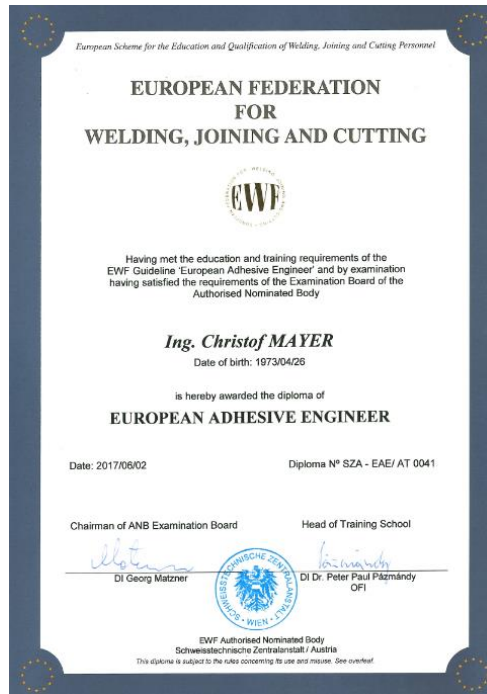 European Scheme for the Education and Qualification of Welding, Joining and Cutting Personnel
EUROPEAN FEDERATION
FOR
WELDING, JOINING AND CUTTING
EWF
Having met the education and training requirements of the
EWF Guideline 'European Adhesive Engineer' and by examination
having satisfied the requirements of the Examination Board of the
Authorised Nominated Body
Ing. Christof MAYER
Date of birth: 1973/04/26
is hereby awarded the diploma of
EUROPEAN ADHESIVE ENGINEER
Date: 2017/06/02
Diploma Nº SZA - EAE/ AT 0041
Chairman of ANB Examination Board
Head of Training School
DI Georg Matzner
DI Dr. Peter Paul Pázmándy
OFI
SCHWEISSTECHNISCHE ZENTRALANSTALT
· WIEN ·
EWF Authorised Nominated Body
Schweisstechnische Zentralanstalt / Austria
This diploma is subject to the rules concerning its use and misuse. See overleaf.